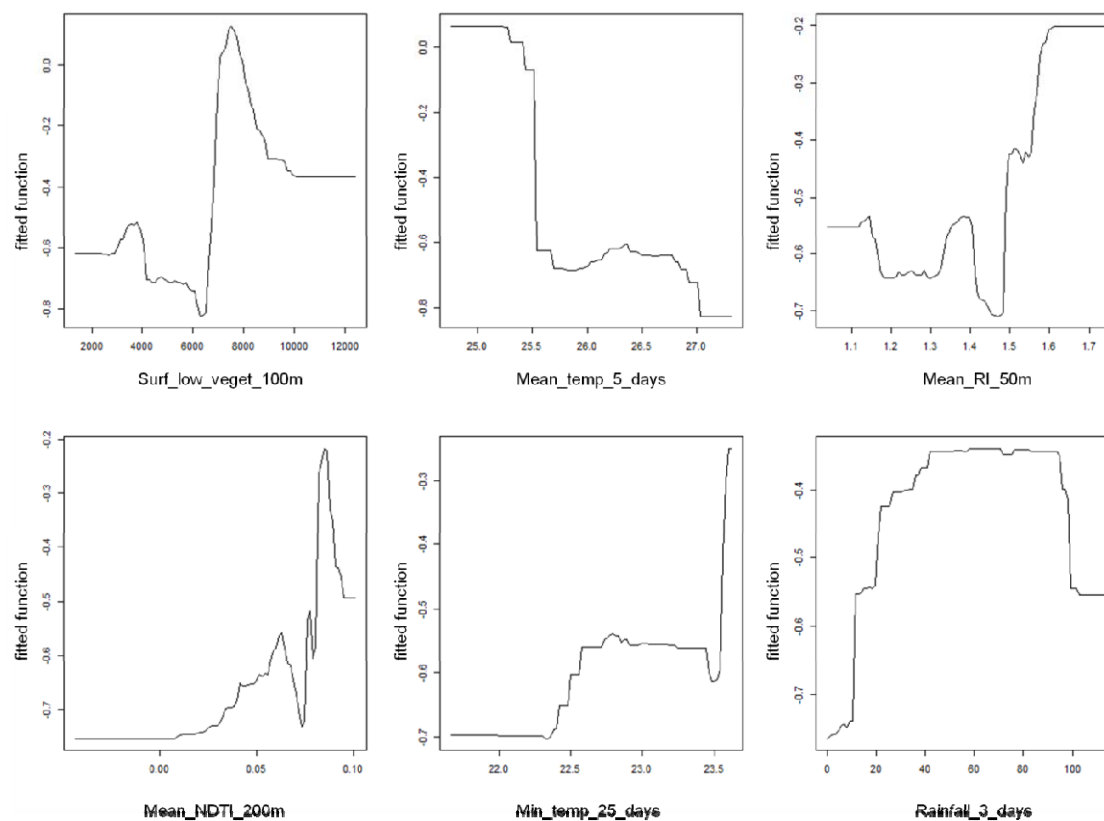 0.0
-0.2
-0.4
-0.6
-0.8
fitted function
2000 4000 6000 8000 10000 12000
Surf_low_veget_100m
0.0
-0.2
-0.4
-0.6
-0.8
fitted function
25.0 25.5 26.0 26.5 27.0
Mean_temp_5_days
-0.2
-0.3
-0.4
-0.5
-0.6
-0.7
fitted function
1.1 1.2 1.3 1.4 1.5 1.6 1.7
Mean_RI_50m
-0.2
-0.3
-0.4
-0.5
-0.6
-0.7
fitted function
0.00 0.05 0.10
Mean_NDTI_200m
-0.3
-0.4
-0.5
-0.6
-0.7
fitted function
22.0 22.5 23.0 23.5
Min_temp_25_days
-0.4
-0.5
-0.6
-0.7
fitted function
0 20 40 60 80 100
Rainfall_3_days